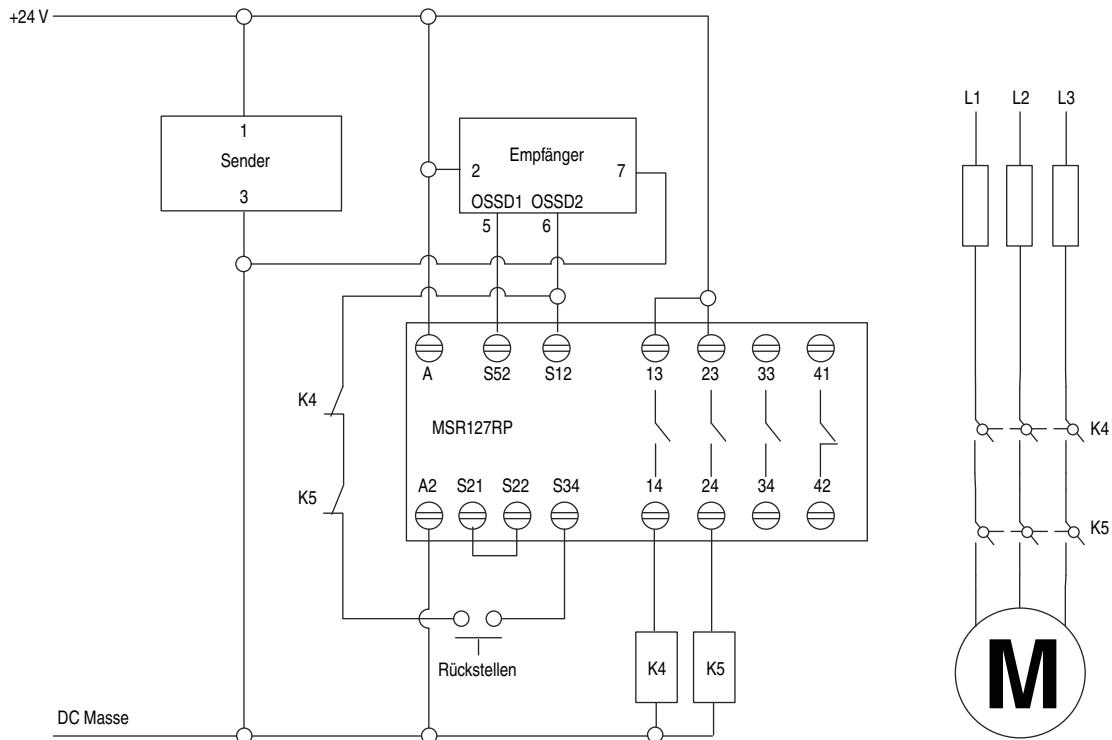 +24 V
1
Sender
3
Empfänger
2
7
OSSD1 OSSD2
5 6
L1 L2 L3
A S52 S12 13 23 33 41
K4
MSR127RP
K4
K5
A2 S21 S22 S34 14 24 34 42
K5
Rückstellen
K4 K5
M
DC Masse